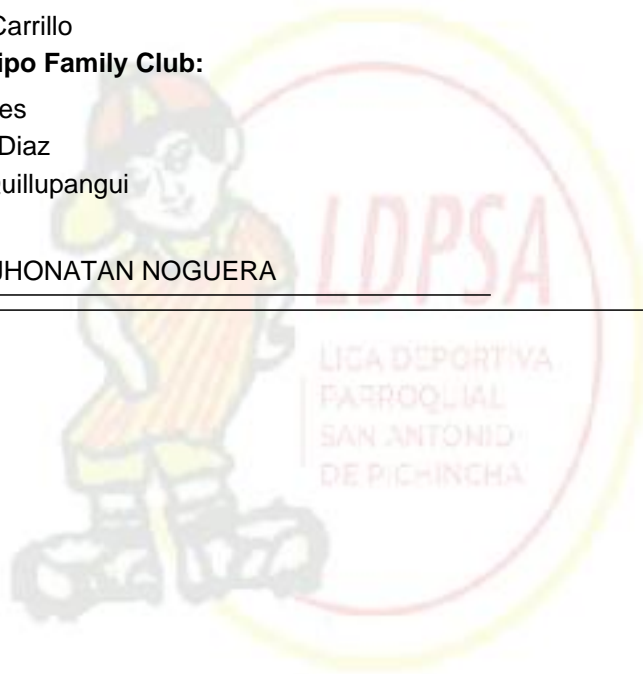 Carrillo
ipo Family Club:
es
Diaz
uillupangui
JHONATAN NOGUERA
LDPSA
LIGA DEPORTIVA
PARROQUIAL
SAN ANTONIO
DE PICHINCHA